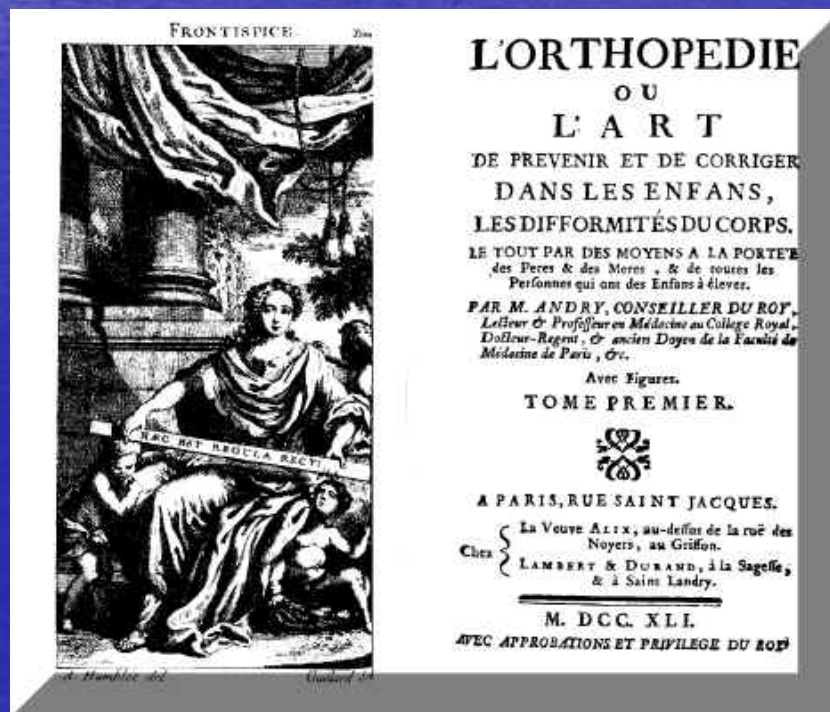 FRONTISPICE
HÆC EST REGULA RECTI
A Humblot del
L'ORTHOPEDIE
OU
L'ART
DE PREVENIR ET DE CORRIGER
DANS LES ENFANS,
LES DIFFORMITÉS DU CORPS.
LE TOUT PAR DES MOYENS A LA PORTE'E
des Peres & des Meres, & de toutes les
Personnes qui ont des Enfans à élever.
PAR M. ANDRY, CONSEILLER DU ROY,
Lecteur & Professeur en Médecine au College Royal,
Docteur-Regent, & ancien Doyen de la Faculté de
Médecine de Paris, &c.
Avec Figures.
TOME PREMIER.
A PARIS, RUE SAINT JACQUES.
Chez
La Veuve ALIX, au-dessus de la ruë des
Noyers, au Griffon.
LAMBERT & DURAND, à la Sagesse,
& à Saint Landry.
M. DCC. XLI.
AVEC APPROBATIONS ET PRIVILEGE DU ROY